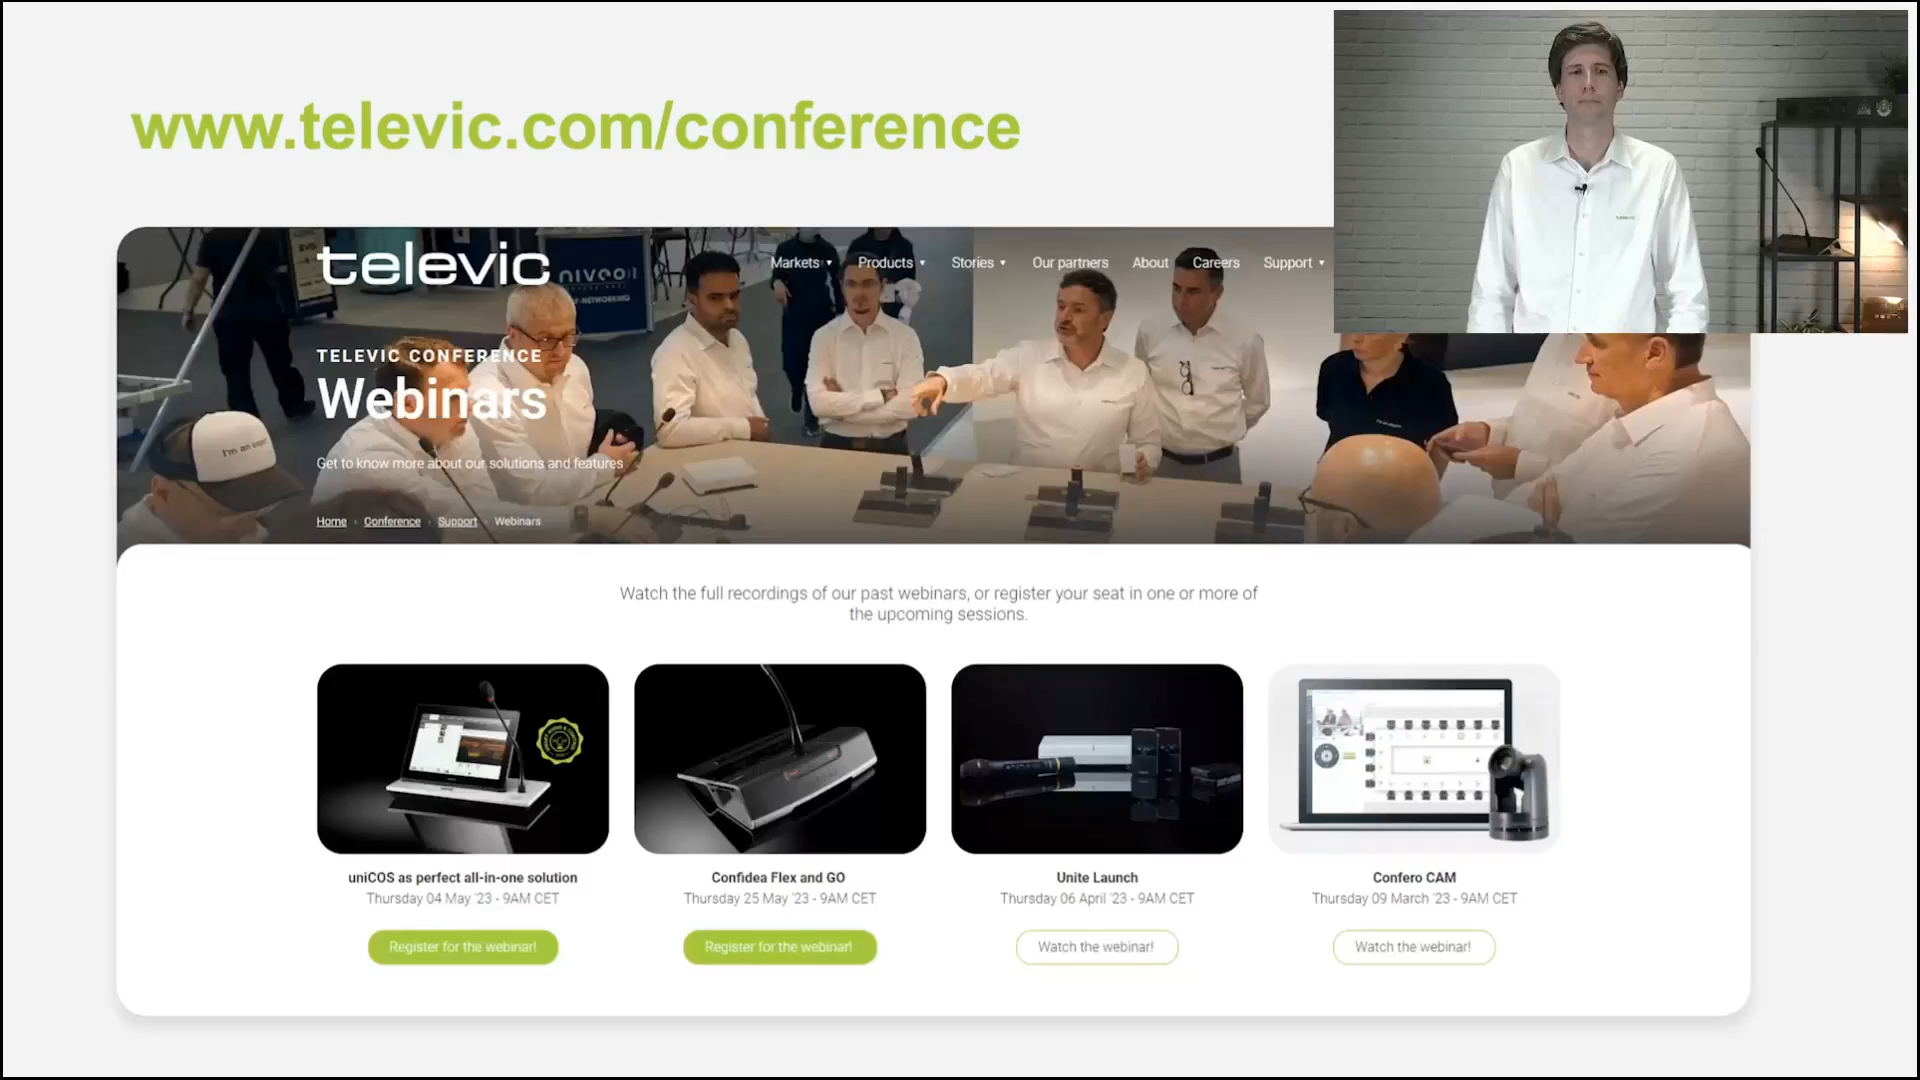 www.televic.com/conference
televic
Markets ▾ Products ▾ Stories ▾ Our partners About Careers Support ▾
TELEVIC CONFERENCE
Webinars
I'm an expert
Get to know more about our solutions and features
Home › Conference › Support › Webinars
Watch the full recordings of our past webinars, or register your seat in one or more of
the upcoming sessions.
uniCOS as perfect all-in-one solution
Thursday 04 May '23 - 9AM CET
Register for the webinar!
Confidea Flex and GO
Thursday 25 May '23 - 9AM CET
Register for the webinar!
Unite Launch
Thursday 06 April '23 - 9AM CET
Watch the webinar!
Confero CAM
Thursday 09 March '23 - 9AM CET
Watch the webinar!